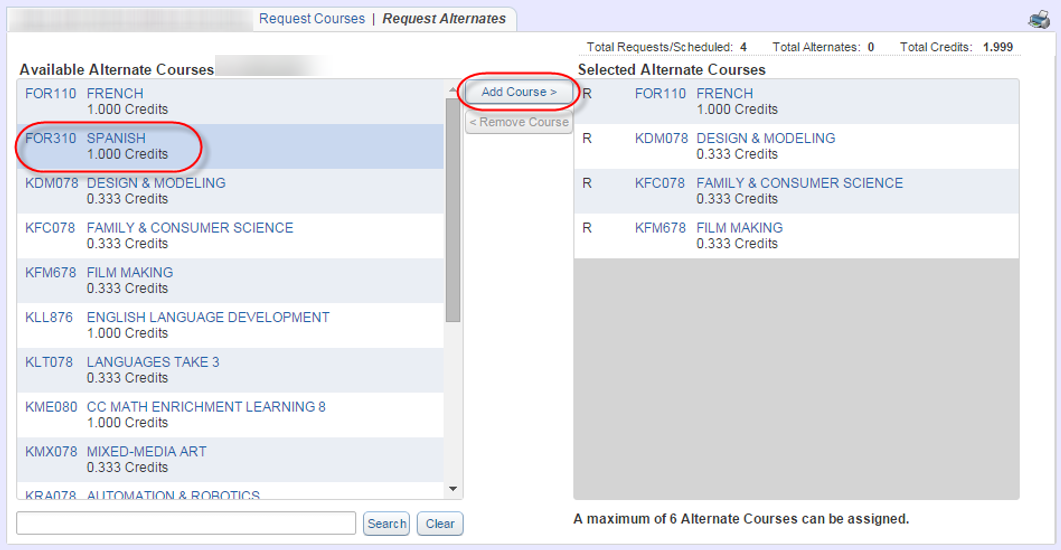 Request Courses | Request Alternates
Total Requests/Scheduled: 4 Total Alternates: 0 Total Credits: 1.999
Available Alternate Courses
FOR110 FRENCH
1.000 Credits
FOR310 SPANISH
1.000 Credits
KDM078 DESIGN & MODELING
0.333 Credits
KFC078 FAMILY & CONSUMER SCIENCE
0.333 Credits
KFM678 FILM MAKING
0.333 Credits
KLL876 ENGLISH LANGUAGE DEVELOPMENT
1.000 Credits
KLT078 LANGUAGES TAKE 3
0.333 Credits
KME080 CC MATH ENRICHMENT LEARNING 8
1.000 Credits
KMX078 MIXED-MEDIA ART
0.333 Credits
KRA078 AUTOMATION & ROBOTICS
Search Clear
Add Course >
< Remove Course
Selected Alternate Courses
R FOR110 FRENCH
1.000 Credits
R KDM078 DESIGN & MODELING
0.333 Credits
R KFC078 FAMILY & CONSUMER SCIENCE
0.333 Credits
R KFM678 FILM MAKING
0.333 Credits
A maximum of 6 Alternate Courses can be assigned.